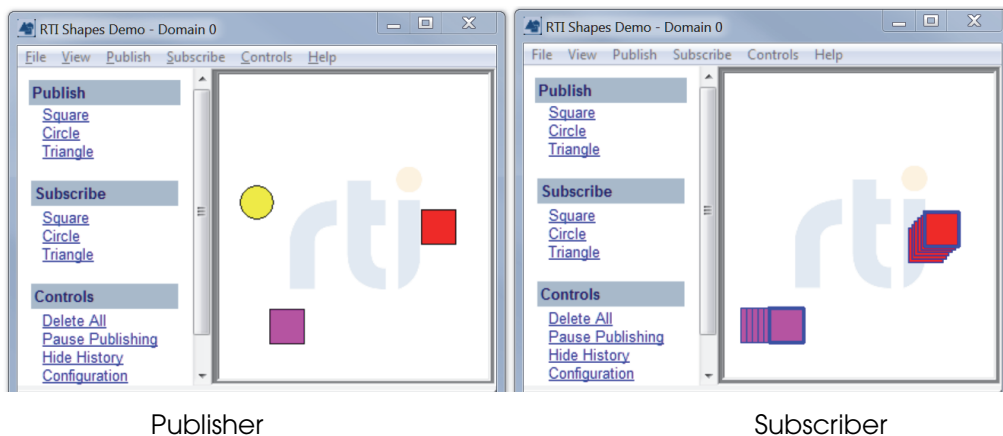 RTI Shapes Demo - Domain 0
File View Publish Subscribe Controls Help
Publish
Square
Circle
Triangle
Subscribe
Square
Circle
Triangle
Controls
Delete All
Pause Publishing
Hide History
Configuration
rti
Publisher
RTI Shapes Demo - Domain 0
File View Publish Subscribe Controls Help
Publish
Square
Circle
Triangle
Subscribe
Square
Circle
Triangle
Controls
Delete All
Pause Publishing
Hide History
Configuration
rti
Subscriber